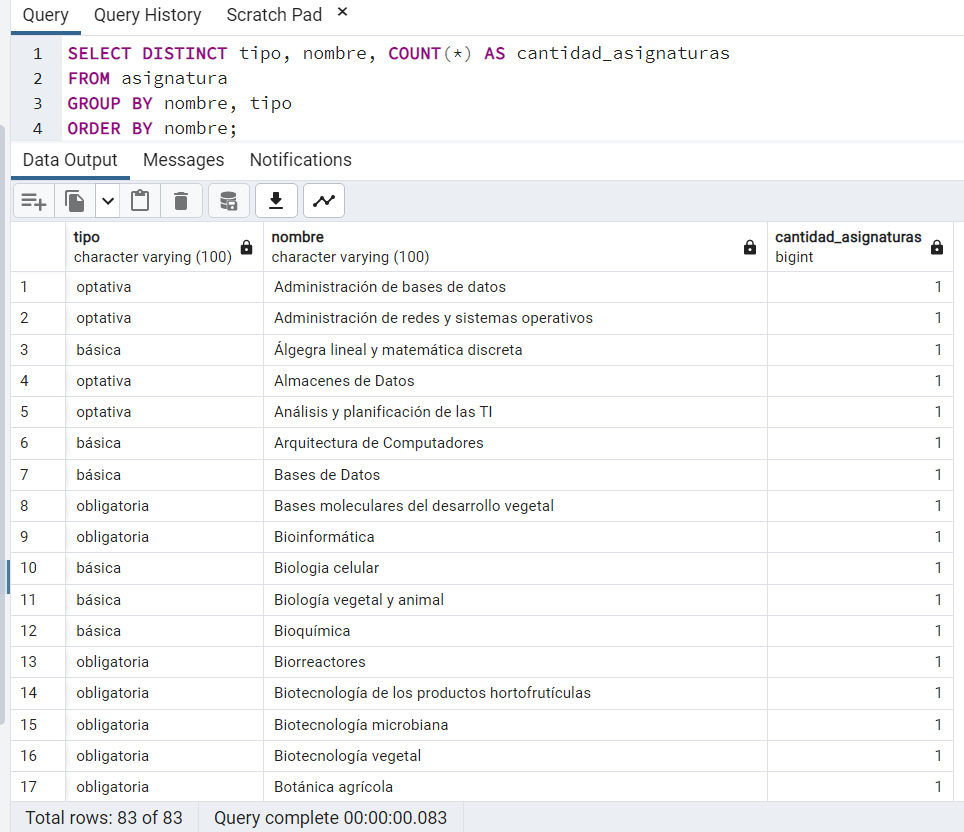 Query Query History Scratch Pad ✕
1 SELECT DISTINCT tipo, nombre, COUNT(*) AS cantidad_asignaturas
2 FROM asignatura
3 GROUP BY nombre, tipo
4 ORDER BY nombre;
Data Output Messages Notifications
tipo nombre cantidad_asignaturas
character varying (100) character varying (100) bigint
1 optativa Administración de bases de datos 1
2 optativa Administración de redes y sistemas operativos 1
3 básica Álgegra lineal y matemática discreta 1
4 optativa Almacenes de Datos 1
5 optativa Análisis y planificación de las TI 1
6 básica Arquitectura de Computadores 1
7 básica Bases de Datos 1
8 obligatoria Bases moleculares del desarrollo vegetal 1
9 obligatoria Bioinformática 1
10 básica Biologia celular 1
11 básica Biología vegetal y animal 1
12 básica Bioquímica 1
13 obligatoria Biorreactores 1
14 obligatoria Biotecnología de los productos hortofrutículas 1
15 obligatoria Biotecnología microbiana 1
16 obligatoria Biotecnología vegetal 1
17 obligatoria Botánica agrícola 1
Total rows: 83 of 83 Query complete 00:00:00.083